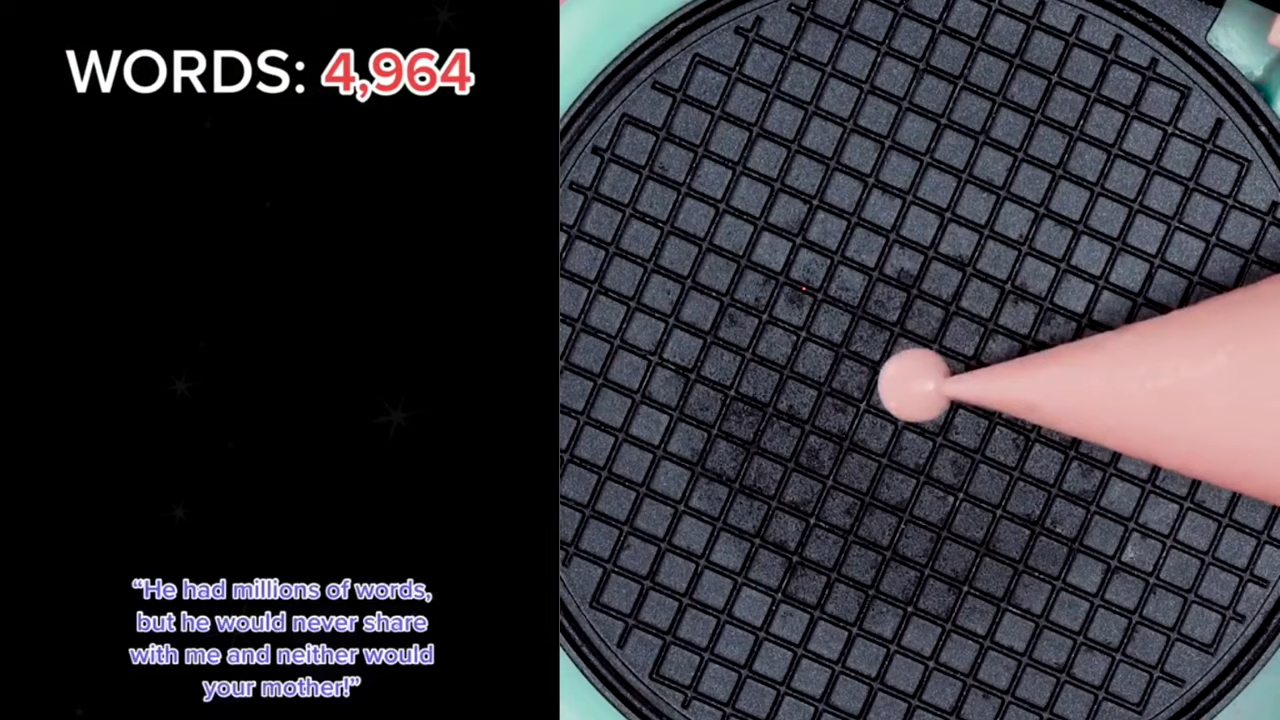 WORDS: 4,964
“He had millions of words,
but he would never share
with me and neither would
your mother!”